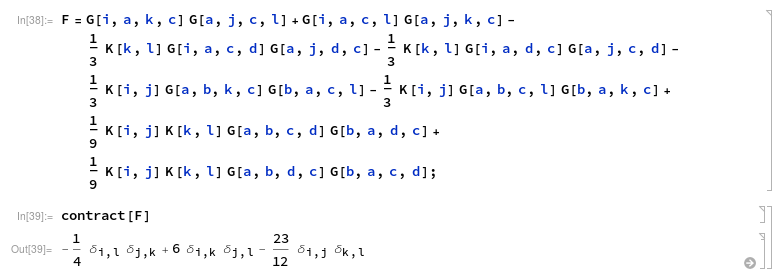 In[38]:= F = G[i, a, k, c] G[a, j, c, l] + G[i, a, c, l] G[a, j, k, c] -
1/3 K[k, l] G[i, a, c, d] G[a, j, d, c] - 1/3 K[k, l] G[i, a, d, c] G[a, j, c, d] -
1/3 K[i, j] G[a, b, k, c] G[b, a, c, l] - 1/3 K[i, j] G[a, b, c, l] G[b, a, k, c] +
1/9 K[i, j] K[k, l] G[a, b, c, d] G[b, a, d, c] +
1/9 K[i, j] K[k, l] G[a, b, d, c] G[b, a, c, d];
In[39]:= contract[F]
Out[39]= - 1/4 δi,l δj,k + 6 δi,k δj,l - 23/12 δi,j δk,l